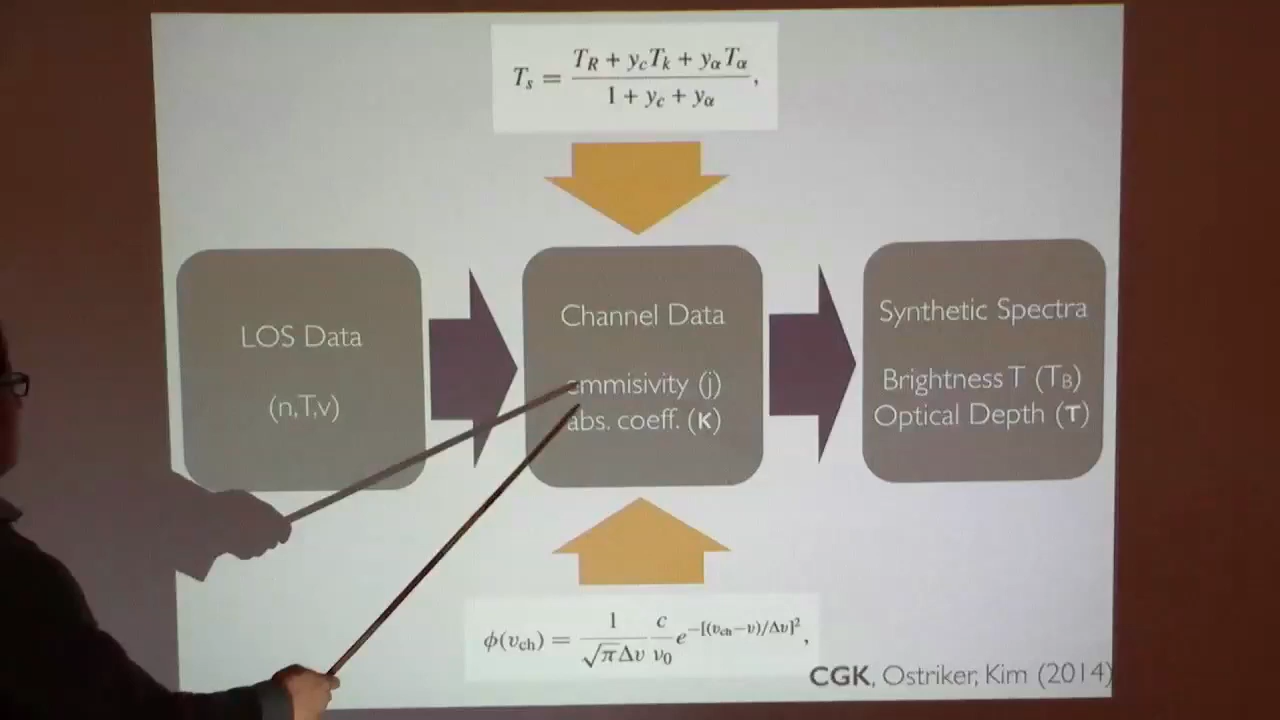 T_s = (T_R + y_c T_k + y_α T_α) / (1 + y_c + y_α),
LOS Data
(n,T,v)
Channel Data
emmisivity (j)
abs. coeff. (κ)
Synthetic Spectra
Brightness T (T_B)
Optical Depth (τ)
ϕ(v_ch) = 1/(√π Δv) c/ν_0 e^{-[(v_ch−v)/Δv]^2},
CGK, Ostriker, Kim (2014)